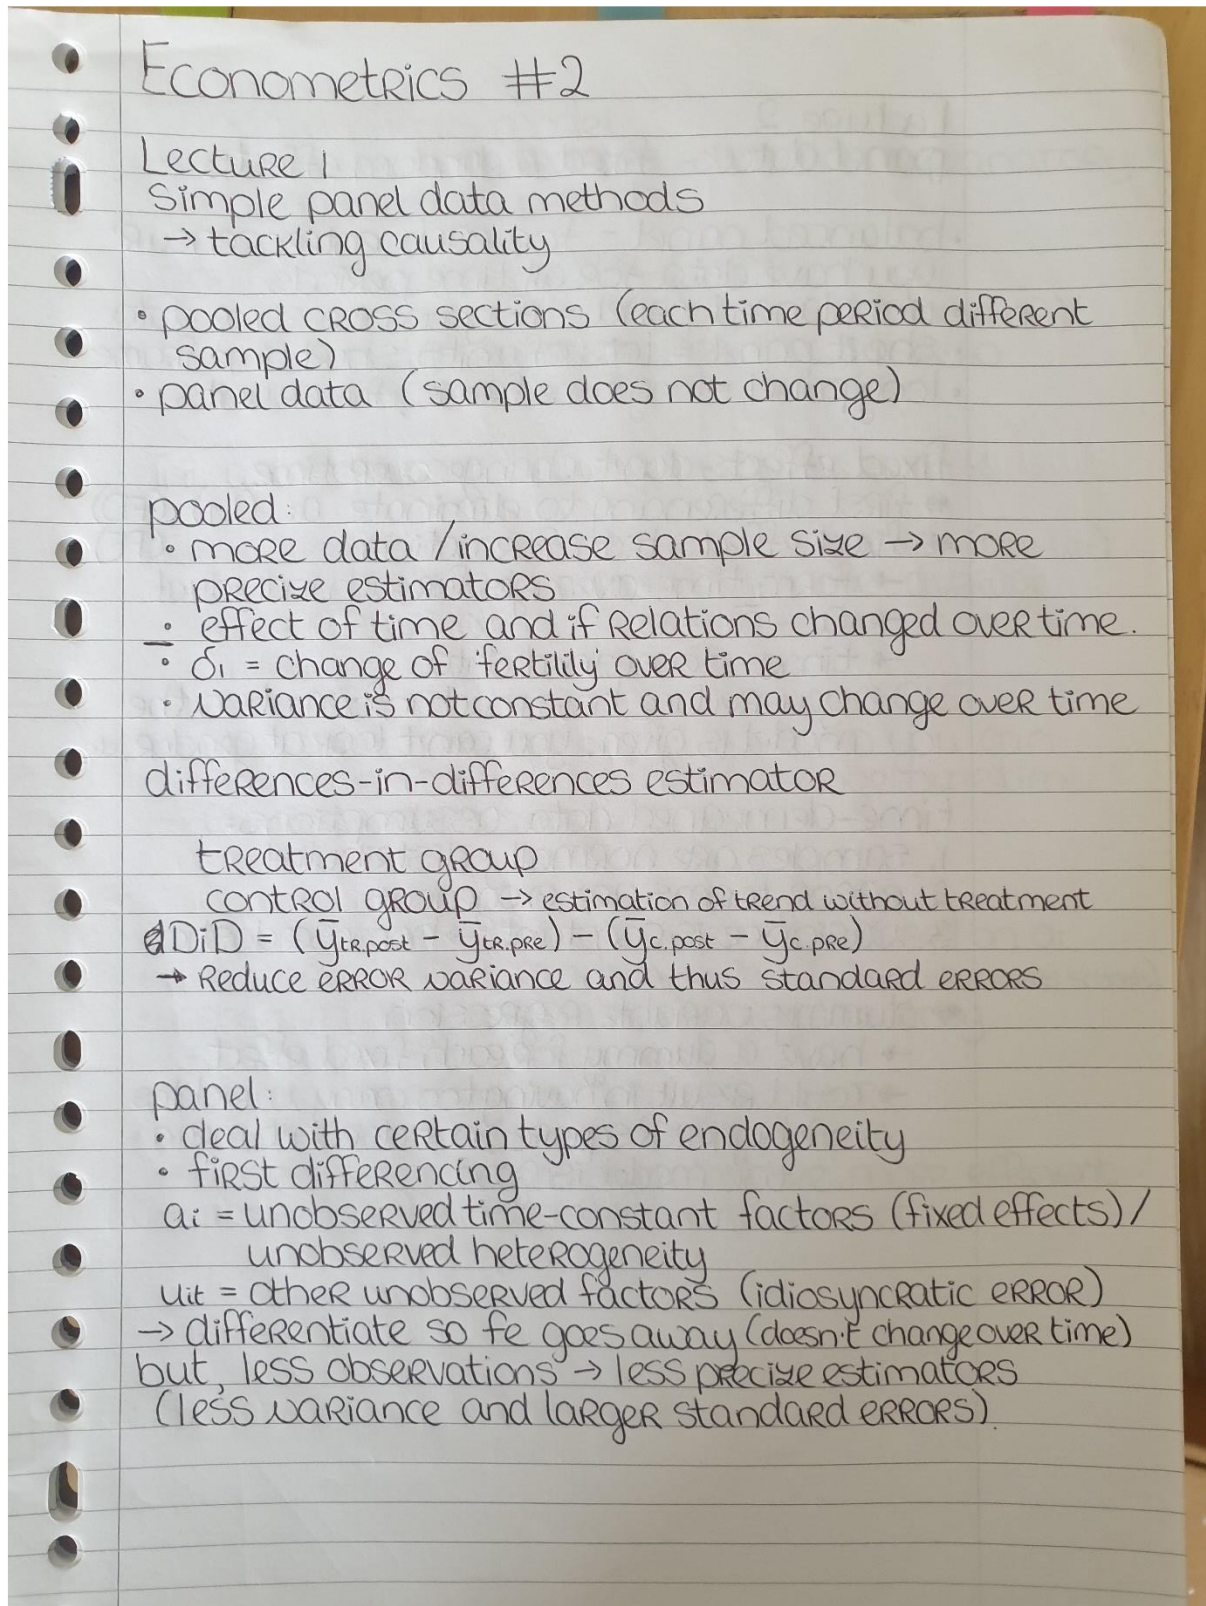 Econometrics #2
Lecture 1
Simple panel data methods
→ tackling causality
• pooled cross sections (each time period different
sample)
• panel data (sample does not change)
pooled:
• more data / increase sample size → more
precize estimators
• effect of time and if relations changed over time.
• δ₁ = change of 'fertilily' over time
• variance is not constant and may change over time
differences-in-differences estimator
treatment group
control group → estimation of trend without treatment
DiD = (ȳtr.post - ȳtr.pre) - (ȳc.post - ȳc.pre)
→ Reduce error variance and thus standard errors
panel:
• deal with certain types of endogeneity
• first differencing
ai = unobserved time-constant factors (fixed effects) /
unobserved heterogeneity
uit = other unobserved factors (idiosyncratic error)
→ differentiate so fe goes away (doesn't change over time)
but, less observations → less precize estimators
(less variance and larger standard errors).